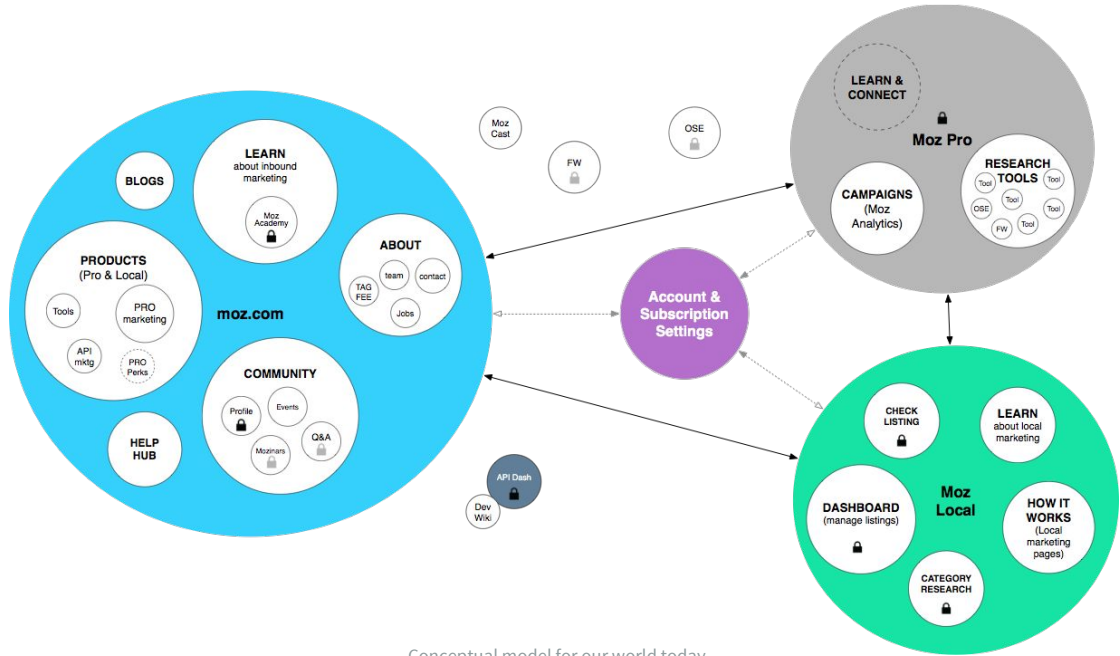 LEARN
about inbound
marketing
Moz
Academy
BLOGS
PRODUCTS
(Pro & Local)
Tools
PRO
marketing
API
mktg
PRO
Perks
moz.com
ABOUT
team
contact
TAG
FEE
Jobs
COMMUNITY
Profile
Events
Mozinars
Q&A
HELP
HUB
Moz
Cast
FW
OSE
Account &
Subscription
Settings
API Dash
Dev
Wiki
LEARN &
CONNECT
Moz Pro
CAMPAIGNS
(Moz
Analytics)
RESEARCH
TOOLS
Tool
Tool
Tool
OSE
Tool
FW
Tool
CHECK
LISTING
LEARN
about local
marketing
DASHBOARD
(manage listings)
Moz
Local
HOW IT
WORKS
(Local
marketing
pages)
CATEGORY
RESEARCH
Conceptual model for our world today